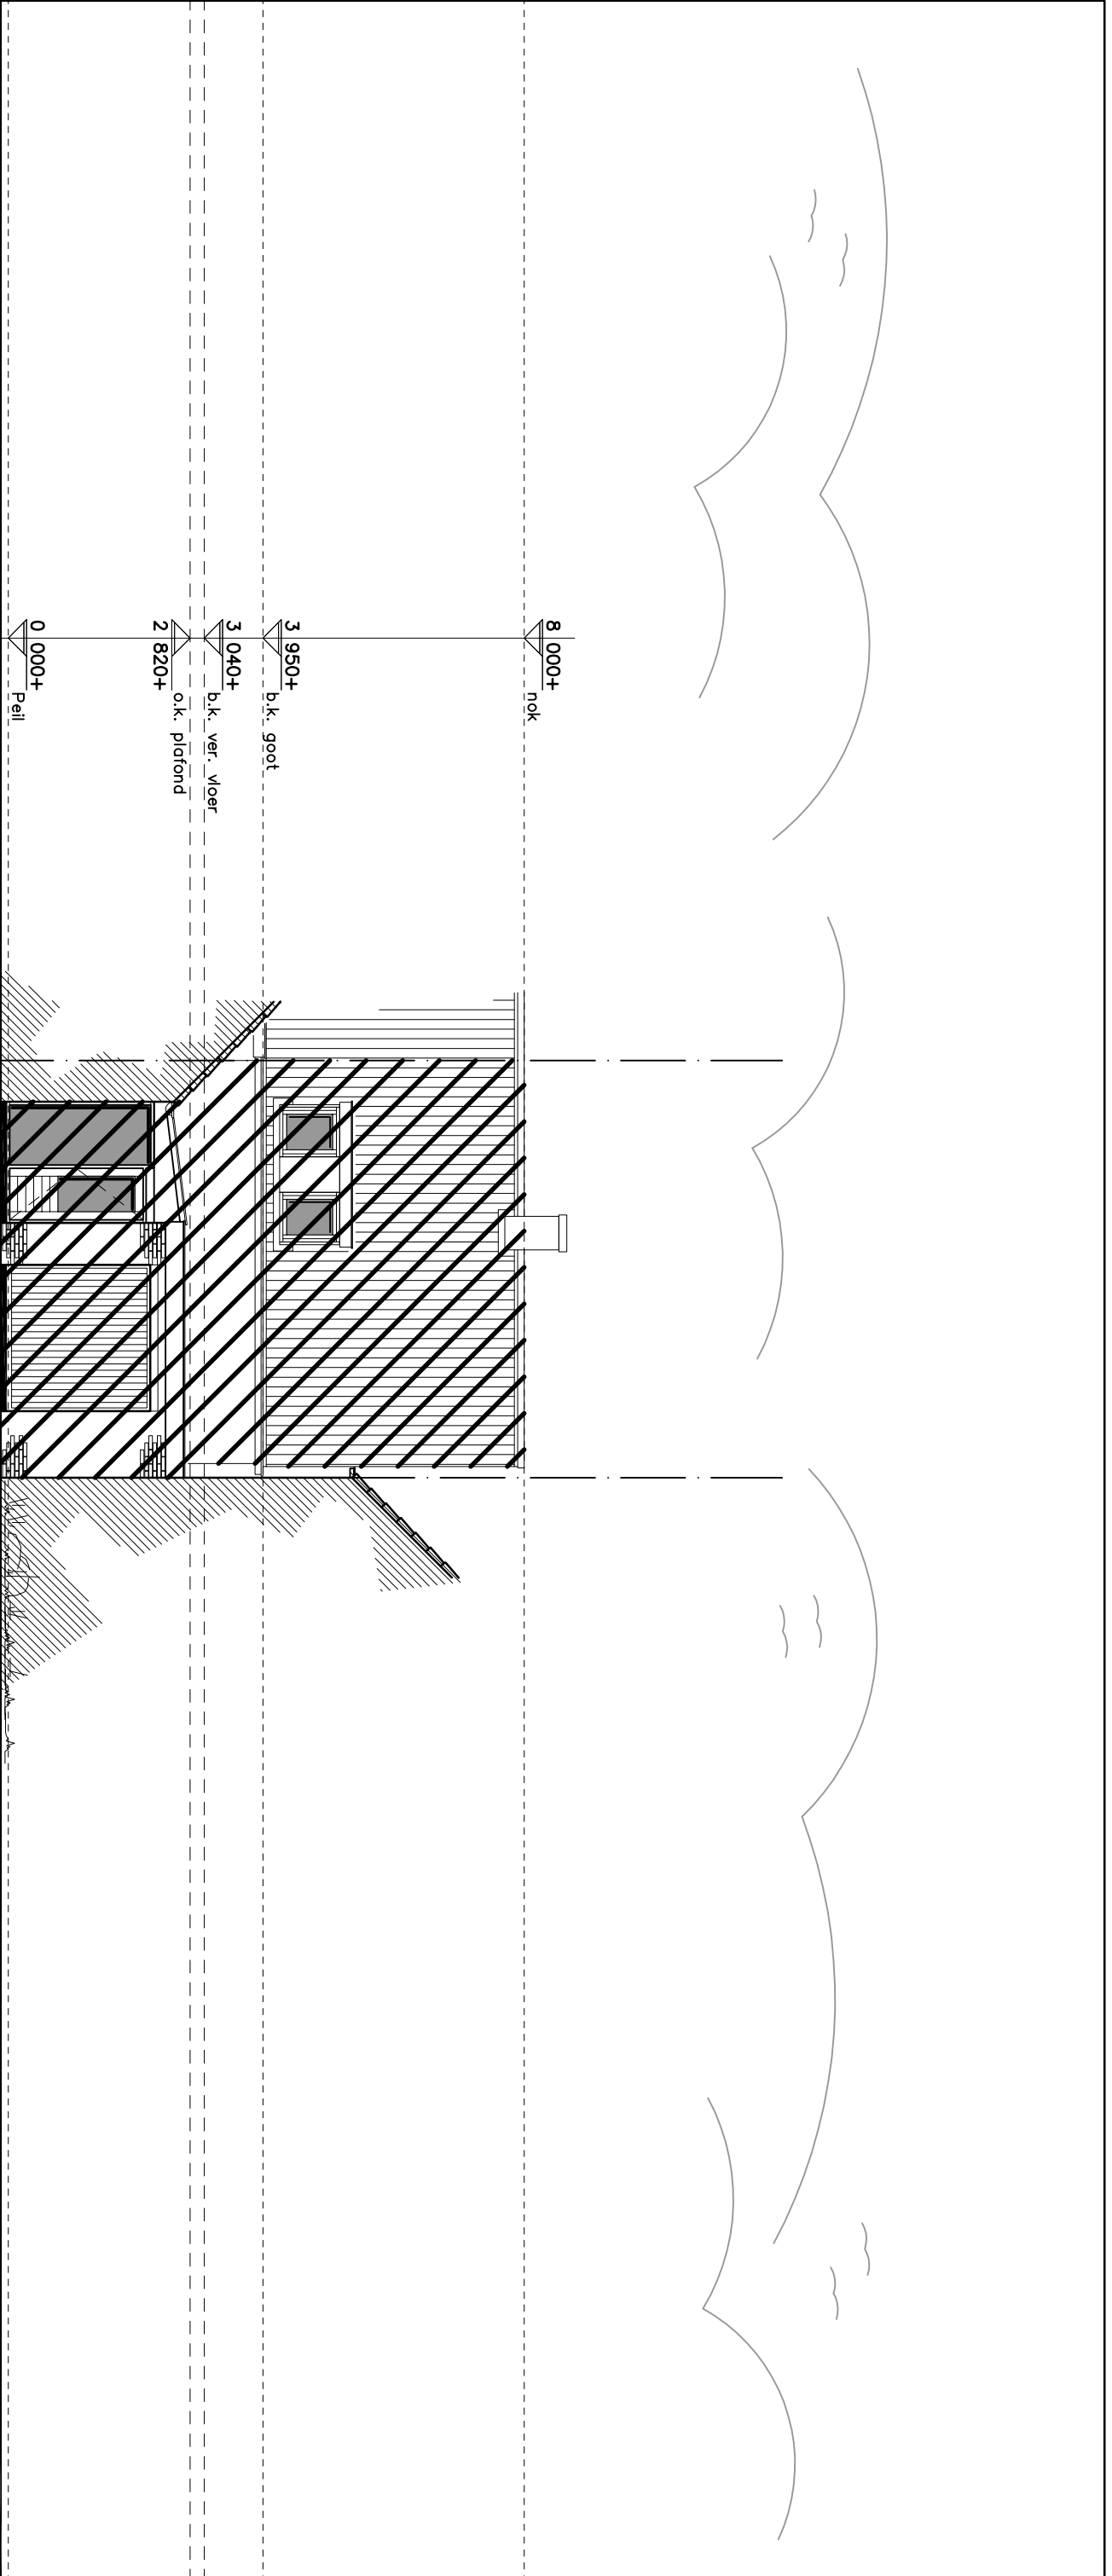 8 000+
nok
3 950+
b.k. goot
3 040+
b.k. ver. vloer
2 820+
o.k. plafond
0 000+
Peil